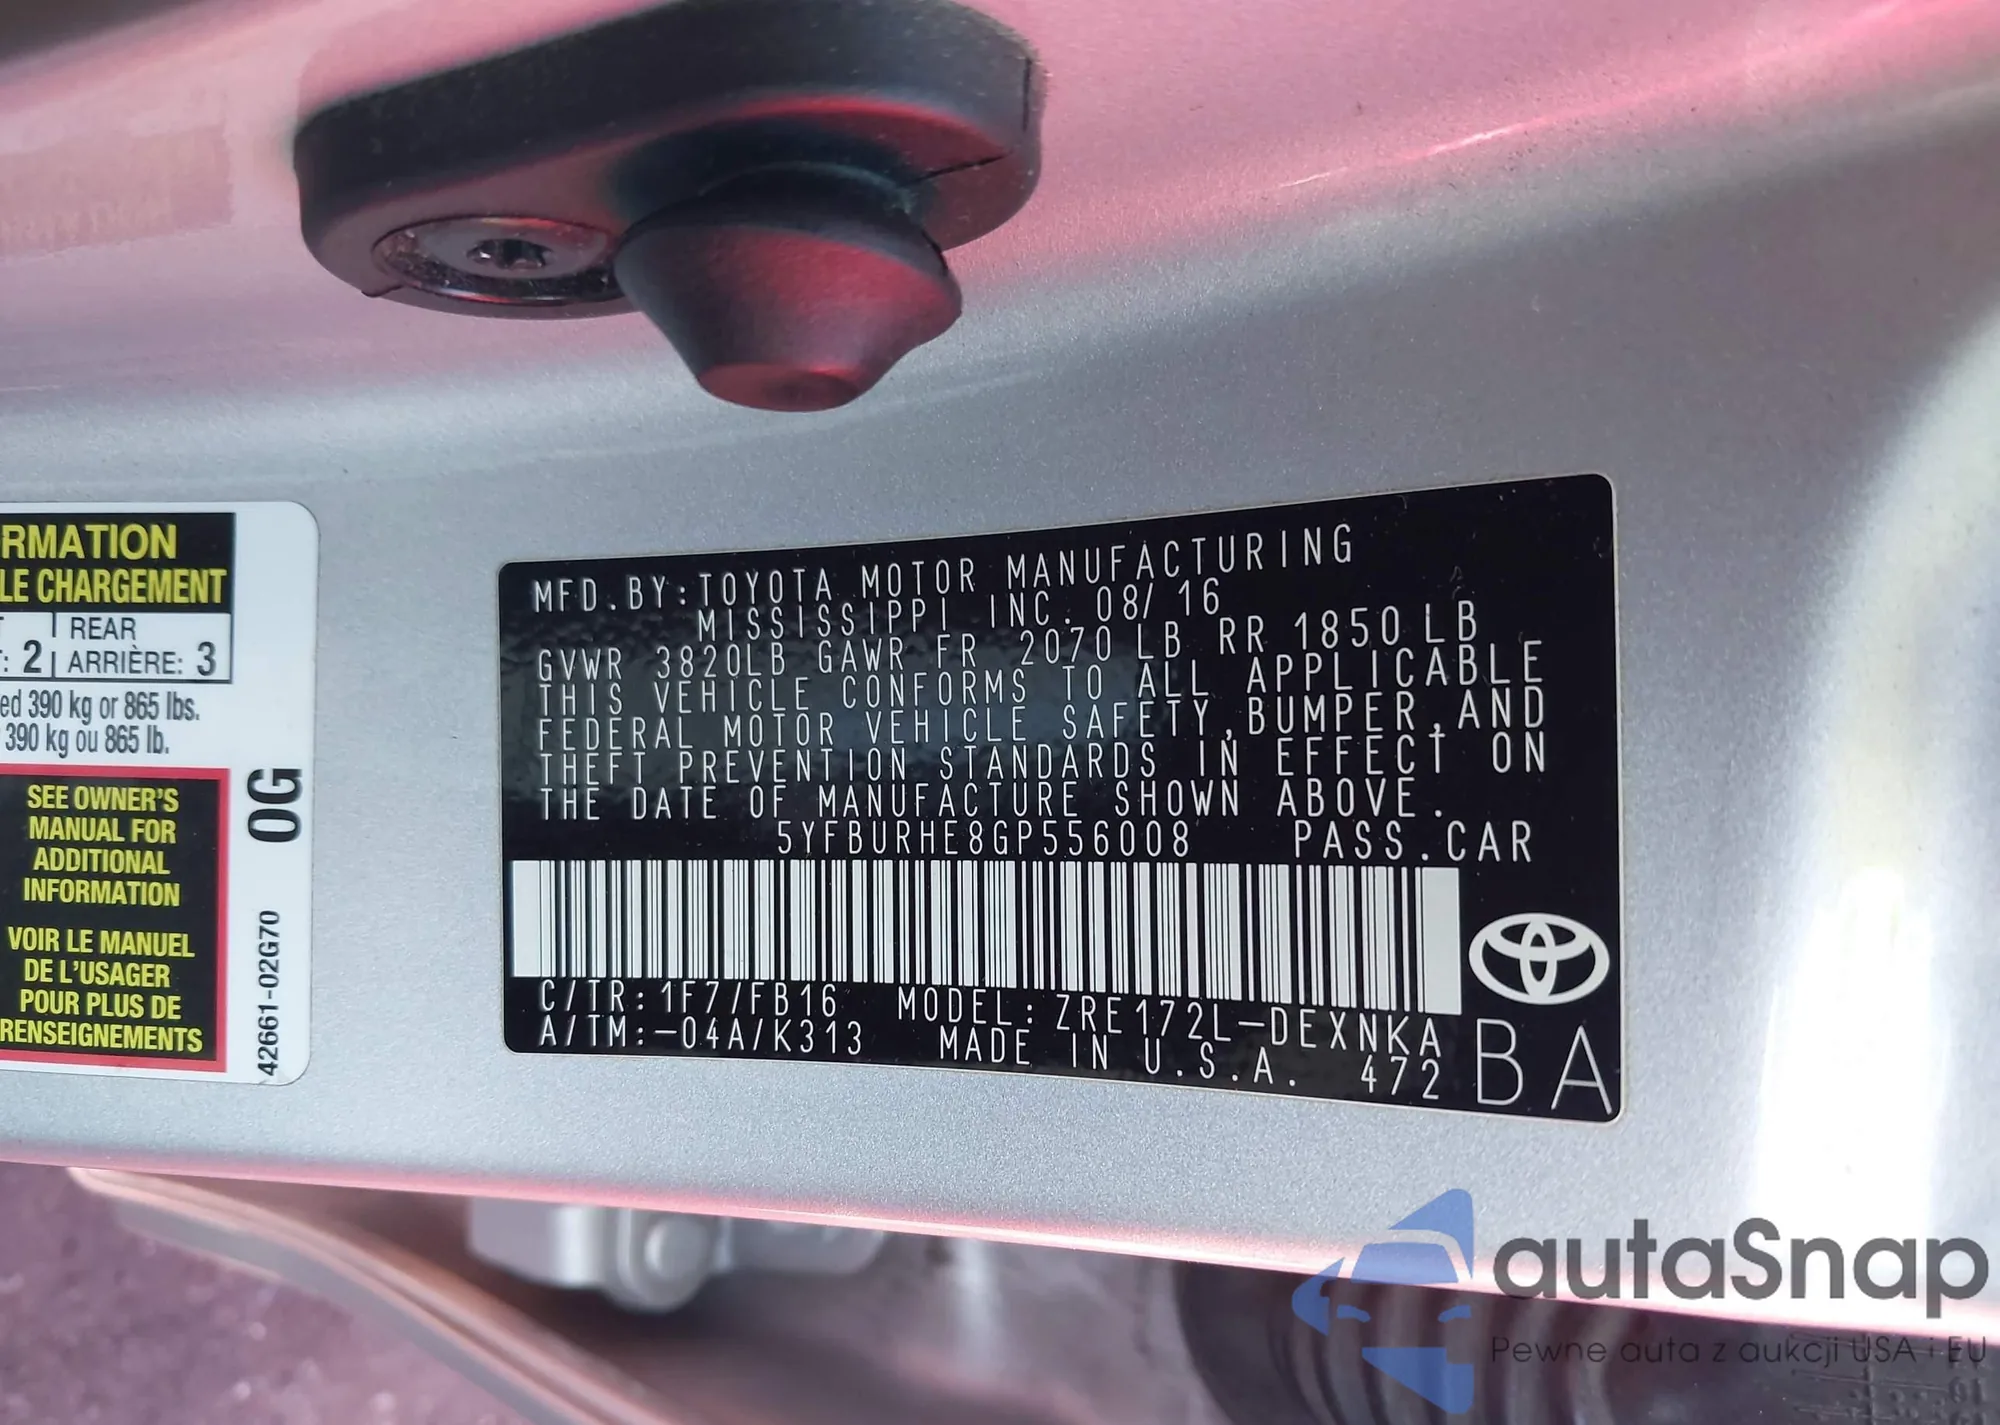 RMATION
LE CHARGEMENT
REAR
: 2 ARRIÈRE: 3
ed 390 kg or 865 lbs.
390 kg ou 865 lb.
SEE OWNER'S
MANUAL FOR
ADDITIONAL
INFORMATION
VOIR LE MANUEL
DE L'USAGER
POUR PLUS DE
RENSEIGNEMENTS
0G
42661-02G70
MFD.BY:TOYOTA MOTOR MANUFACTURING
MISSISSIPPI INC. 08/16
GVWR 3820LB GAWR FR 2070 LB RR 1850 LB
THIS VEHICLE CONFORMS TO ALL APPLICABLE
FEDERAL MOTOR VEHICLE SAFETY,BUMPER,AND
THEFT PREVENTION STANDARDS IN EFFECT ON
THE DATE OF MANUFACTURE SHOWN ABOVE.
5YFBURHE8GP556008 PASS.CAR
C/TR:1F7/FB16 MODEL:ZRE172L-DEXNKA
A/TM:-04A/K313 MADE IN U.S.A. 472
BA
autaSnap
Pewne auta z aukcji USA i EU